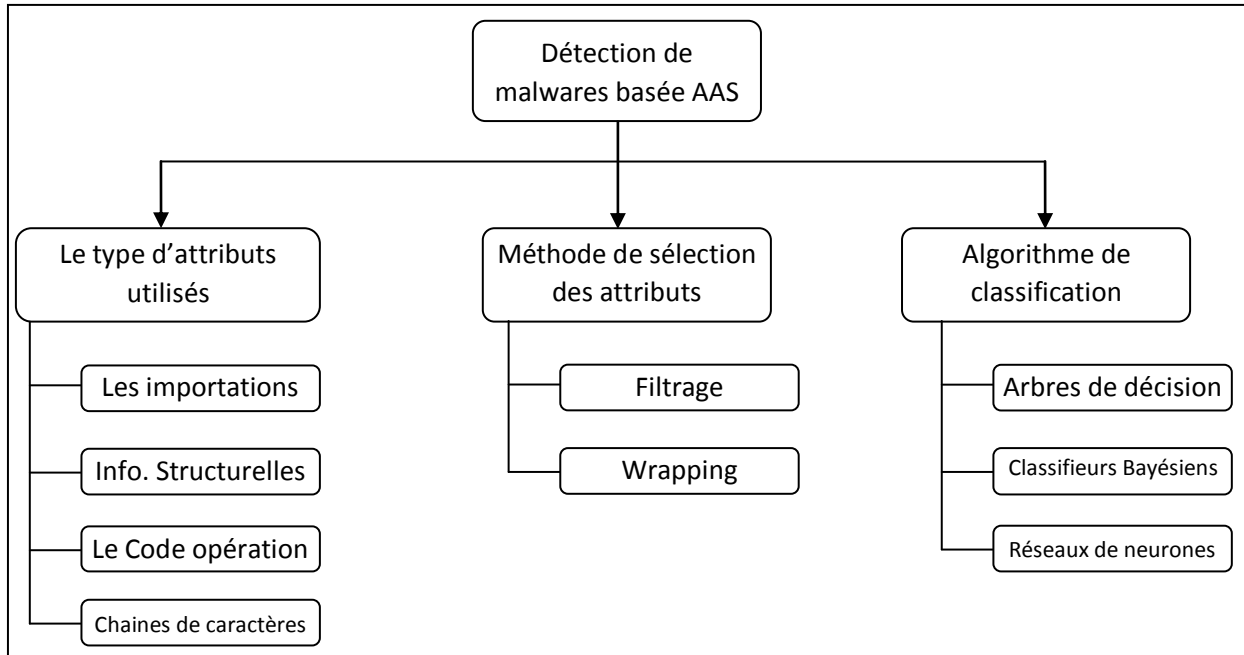 Détection de
malwares basée AAS
Le type d’attributs
utilisés
Les importations
Info. Structurelles
Le Code opération
Chaines de caractères
Méthode de sélection
des attributs
Filtrage
Wrapping
Algorithme de
classification
Arbres de décision
Classifieurs Bayésiens
Réseaux de neurones